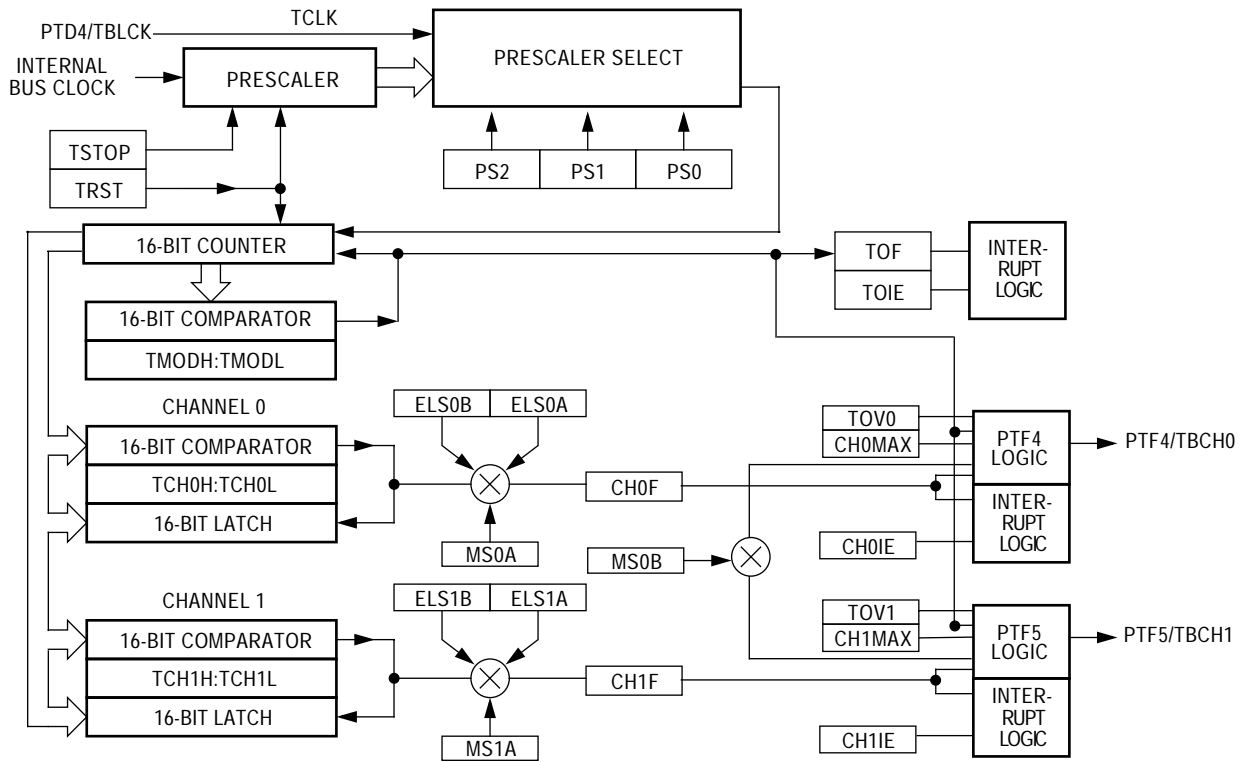 PTD4/TBLCK
TCLK
INTERNAL
BUS CLOCK
PRESCALER
PRESCALER SELECT
TSTOP
TRST
PS2
PS1
PS0
16-BIT COUNTER
TOF
TOIE
INTER-
RUPT
LOGIC
16-BIT COMPARATOR
TMODH:TMODL
CHANNEL 0
ELS0B
ELS0A
16-BIT COMPARATOR
TCH0H:TCH0L
16-BIT LATCH
MS0A
CH0F
TOV0
CH0MAX
PTF4
LOGIC
PTF4/TBCH0
INTER-
RUPT
LOGIC
CH0IE
MS0B
CHANNEL 1
ELS1B
ELS1A
16-BIT COMPARATOR
TCH1H:TCH1L
16-BIT LATCH
MS1A
CH1F
TOV1
CH1MAX
PTF5
LOGIC
PTF5/TBCH1
INTER-
RUPT
LOGIC
CH1IE